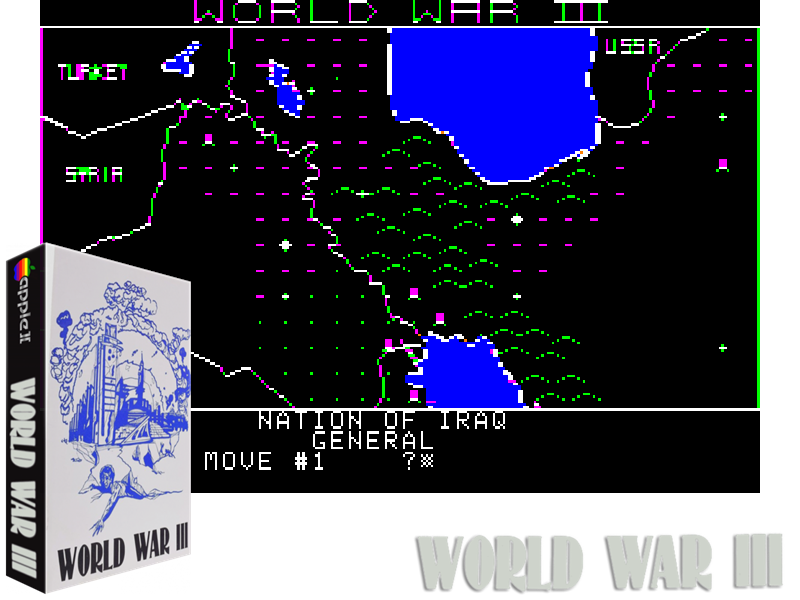 WORLD WAR III
TURKEY
USSR
SYRIA
NATION OF IRAQ
GENERAL
MOVE #1 ?
apple II
WORLD WAR III
WORLD WAR III
WORLD WAR III